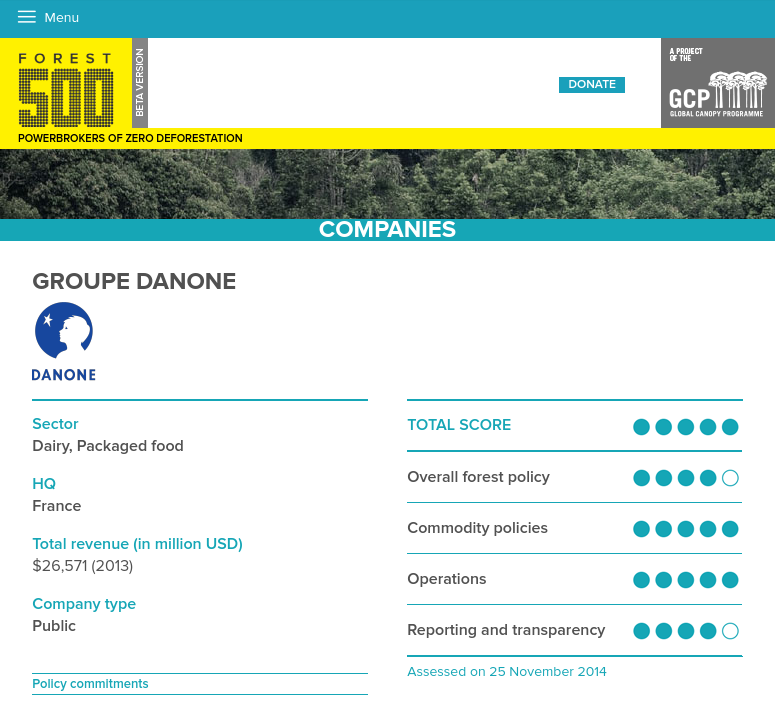 Menu
FOREST
500
BETA VERSION
POWERBROKERS OF ZERO DEFORESTATION
DONATE
A PROJECT
OF THE
GCP
GLOBAL CANOPY PROGRAMME
COMPANIES
GROUPE DANONE
DANONE
Sector
Dairy, Packaged food
HQ
France
Total revenue (in million USD)
$26,571 (2013)
Company type
Public
Policy commitments
TOTAL SCORE
Overall forest policy
Commodity policies
Operations
Reporting and transparency
Assessed on 25 November 2014